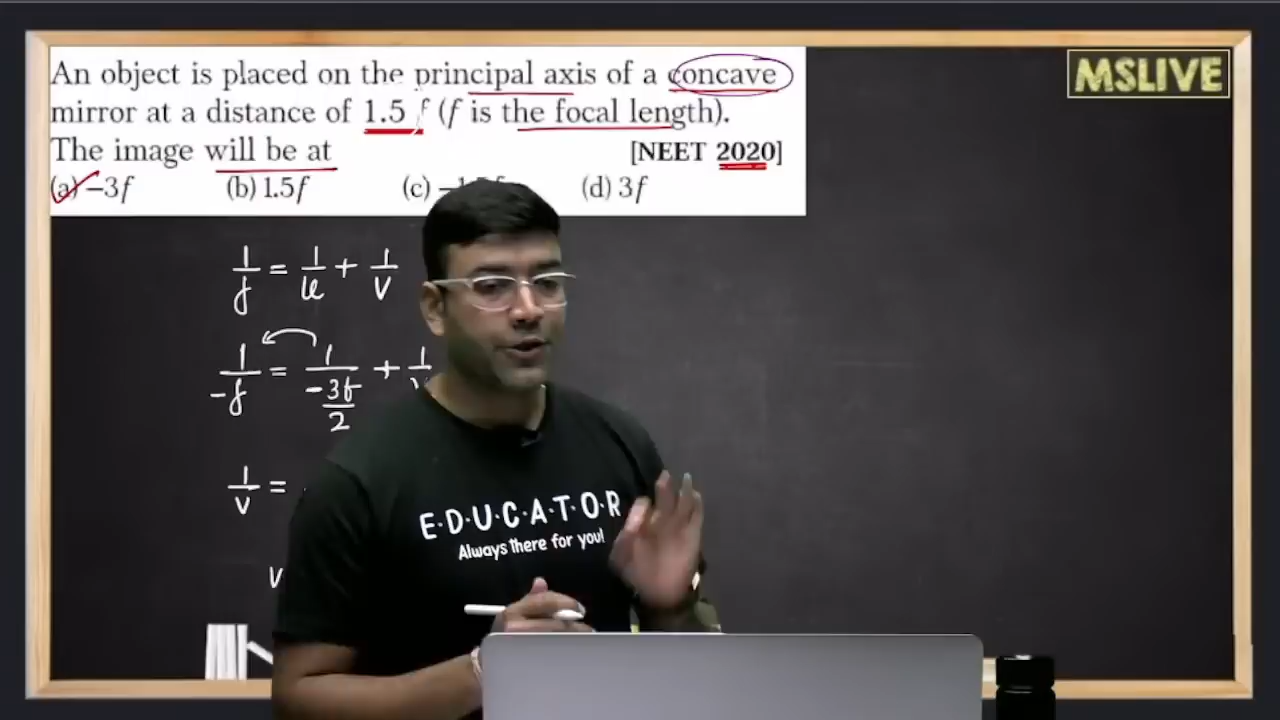 An object is placed on the principal axis of a concave
mirror at a distance of 1.5 f (f is the focal length).
The image will be at [NEET 2020]
(a) –3f (b) 1.5f (c) (d) 3f
MSLIVE
1/f = 1/u + 1/v
1/-f = 1/(-3f/2) + 1/
1/v =
v
E·D·U·C·A·T·O·R
Always there for you!